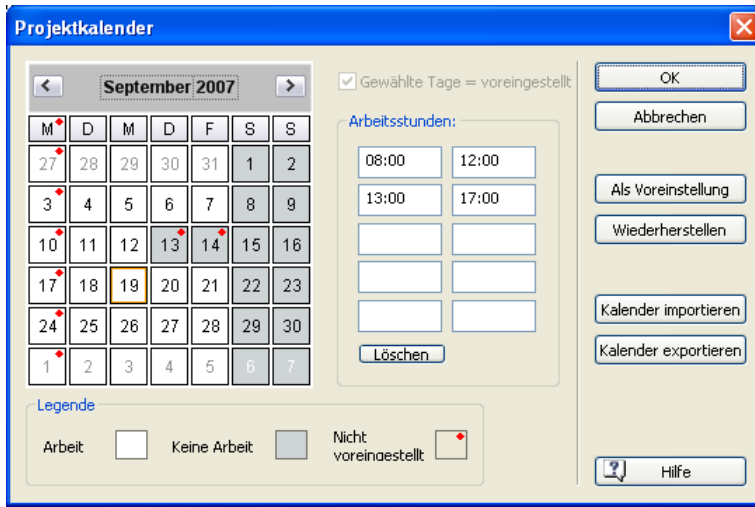 Projektkalender
September 2007
M D M D F S S
27 28 29 30 31 1 2
3 4 5 6 7 8 9
10 11 12 13 14 15 16
17 18 19 20 21 22 23
24 25 26 27 28 29 30
1 2 3 4 5 6 7
Gewählte Tage = voreingestellt
Arbeitsstunden:
08:00 12:00
13:00 17:00
Löschen
Legende
Arbeit
Keine Arbeit
Nicht
voreingestellt
OK
Abbrechen
Als Voreinstellung
Wiederherstellen
Kalender importieren
Kalender exportieren
Hilfe